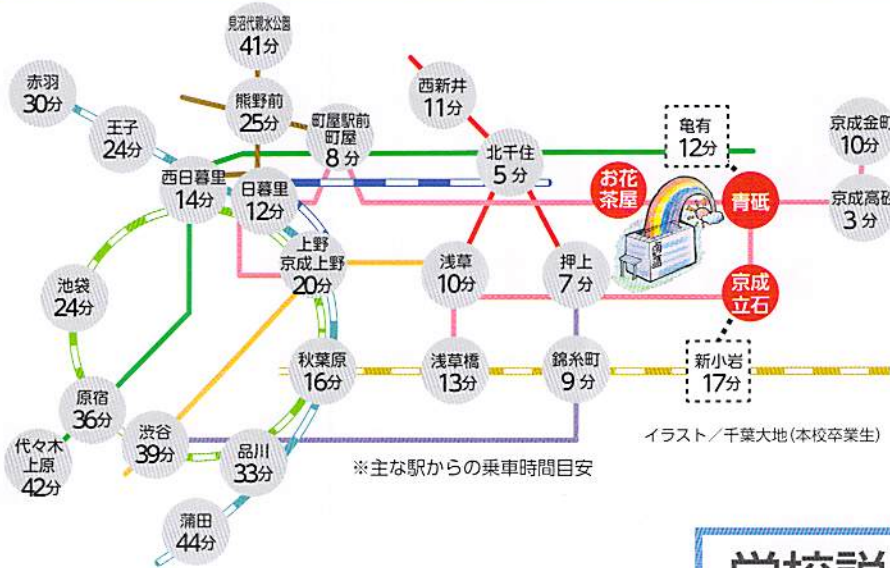 見沼代親水公園
41分
赤羽
30分
西新井
11分
熊野前
25分
町屋駅前
町屋
8分
亀有
12分
京成金町
10分
王子
24分
北千住
5分
西日暮里
14分
日暮里
12分
お花
茶屋
青砥
京成高砂
3分
上野
京成上野
20分
浅草
10分
押上
7分
京成
立石
池袋
24分
秋葉原
16分
浅草橋
13分
錦糸町
9分
新小岩
17分
原宿
36分
渋谷
39分
品川
33分
代々木
上原
42分
蒲田
44分
イラスト／千葉大地(本校卒業生)
※主な駅からの乗車時間目安